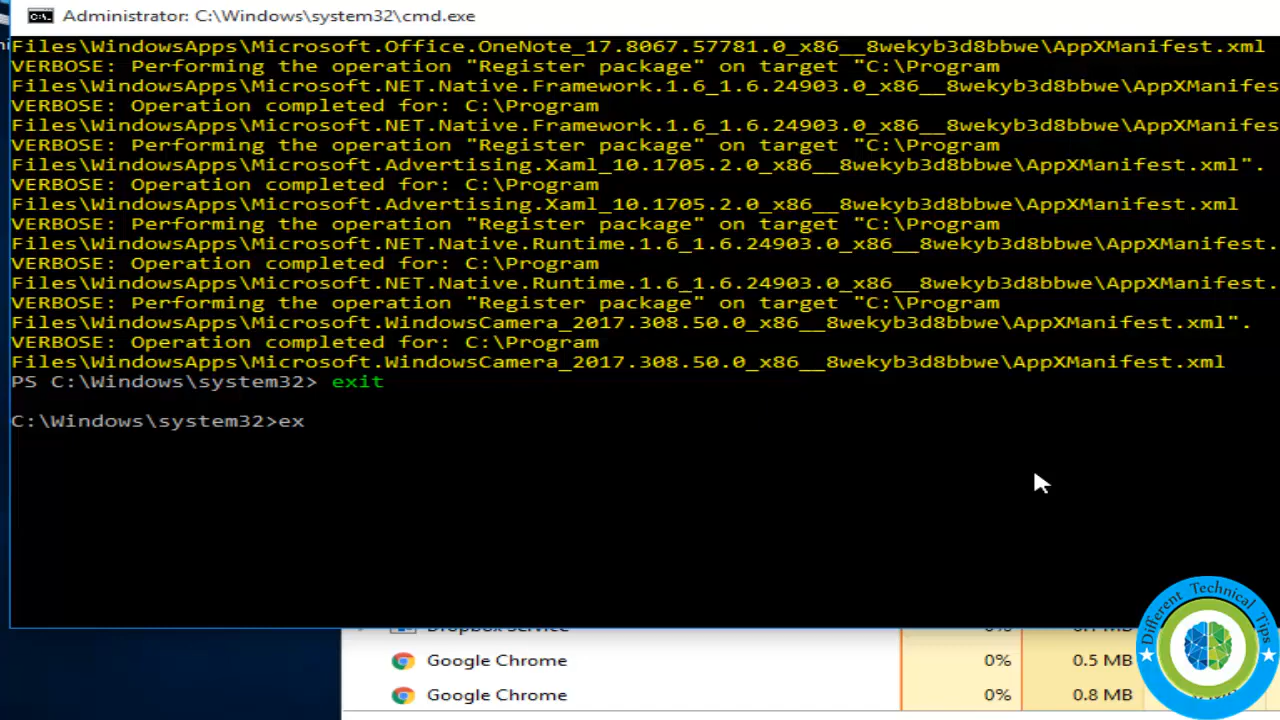 Administrator: C:\Windows\system32\cmd.exe
Files\WindowsApps\Microsoft.Office.OneNote_17.8067.57781.0_x86__8wekyb3d8bbwe\AppXManifest.xml
VERBOSE: Performing the operation "Register package" on target "C:\Program
Files\WindowsApps\Microsoft.NET.Native.Framework.1.6_1.6.24903.0_x86__8wekyb3d8bbwe\AppXManifes
VERBOSE: Operation completed for: C:\Program
Files\WindowsApps\Microsoft.NET.Native.Framework.1.6_1.6.24903.0_x86__8wekyb3d8bbwe\AppXManifes
VERBOSE: Performing the operation "Register package" on target "C:\Program
Files\WindowsApps\Microsoft.Advertising.Xaml_10.1705.2.0_x86__8wekyb3d8bbwe\AppXManifest.xml".
VERBOSE: Operation completed for: C:\Program
Files\WindowsApps\Microsoft.Advertising.Xaml_10.1705.2.0_x86__8wekyb3d8bbwe\AppXManifest.xml
VERBOSE: Performing the operation "Register package" on target "C:\Program
Files\WindowsApps\Microsoft.NET.Native.Runtime.1.6_1.6.24903.0_x86__8wekyb3d8bbwe\AppXManifest.
VERBOSE: Operation completed for: C:\Program
Files\WindowsApps\Microsoft.NET.Native.Runtime.1.6_1.6.24903.0_x86__8wekyb3d8bbwe\AppXManifest.
VERBOSE: Performing the operation "Register package" on target "C:\Program
Files\WindowsApps\Microsoft.WindowsCamera_2017.308.50.0_x86__8wekyb3d8bbwe\AppXManifest.xml".
VERBOSE: Operation completed for: C:\Program
Files\WindowsApps\Microsoft.WindowsCamera_2017.308.50.0_x86__8wekyb3d8bbwe\AppXManifest.xml
PS C:\Windows\system32> exit
C:\Windows\system32>ex
Dropbox Service 0%
Google Chrome 0% 0.5 MB
Google Chrome 0% 0.8 MB
Different Technical Tips